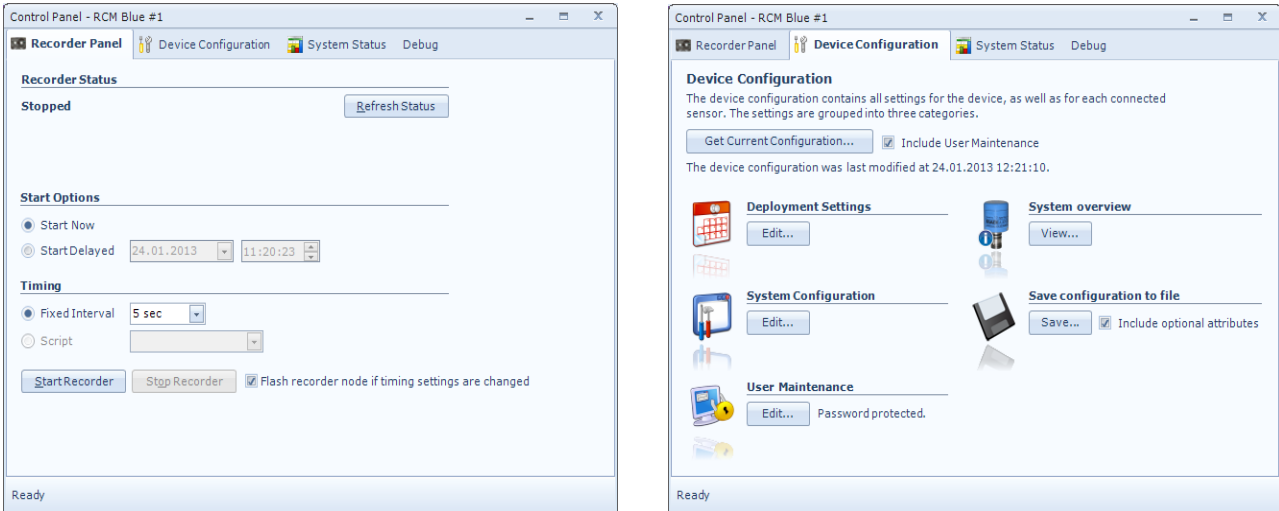 Control Panel - RCM Blue #1
Recorder Panel Device Configuration System Status Debug
Recorder Status
Stopped Refresh Status
Start Options
Start Now
Start Delayed 24.01.2013 11:20:23
Timing
Fixed Interval 5 sec
Script
Start Recorder Stop Recorder Flash recorder node if timing settings are changed
Ready
Control Panel - RCM Blue #1
Recorder Panel Device Configuration System Status Debug
Device Configuration
The device configuration contains all settings for the device, as well as for each connected
sensor. The settings are grouped into three categories.
Get Current Configuration... Include User Maintenance
The device configuration was last modified at 24.01.2013 12:21:10.
Deployment Settings
Edit...
System overview
View...
System Configuration
Edit...
Save configuration to file
Save... Include optional attributes
User Maintenance
Edit... Password protected.
Ready